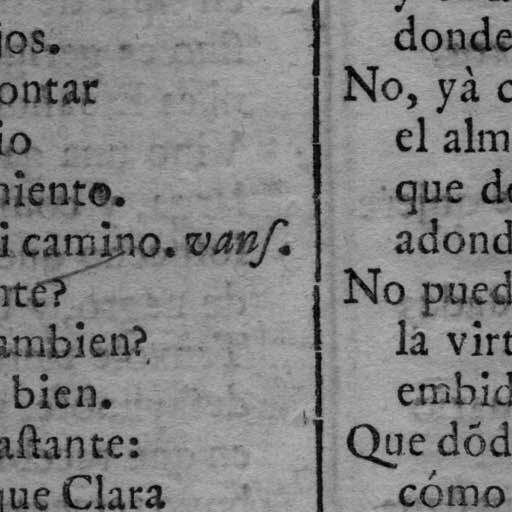 jos.
ontar
io
miento.
i camino. vanſ.
nte?
ambien?
bien.
aſtante:
que Clara
donde
No, yà c
el alm
que de
adond
No pued
la virt
embid
Que dōd
cómo